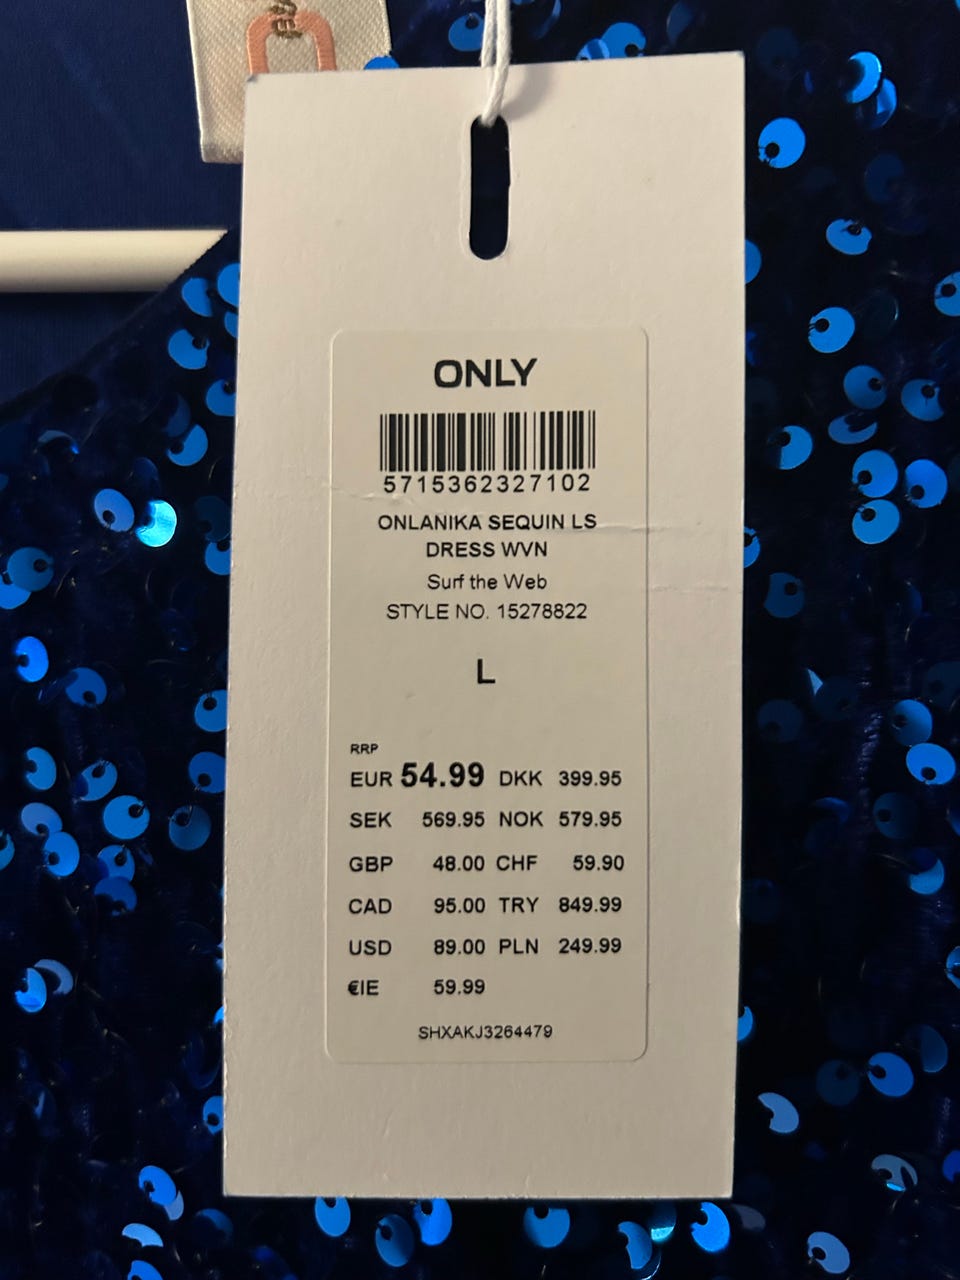 ONLY
5715362327102
ONLANIKA SEQUIN LS
DRESS WVN
Surf the Web
STYLE NO. 15278822
L
RRP
EUR 54.99 DKK 399.95
SEK 569.95 NOK 579.95
GBP 48.00 CHF 59.90
CAD 95.00 TRY 849.99
USD 89.00 PLN 249.99
€IE 59.99
SHXAKJ3264479